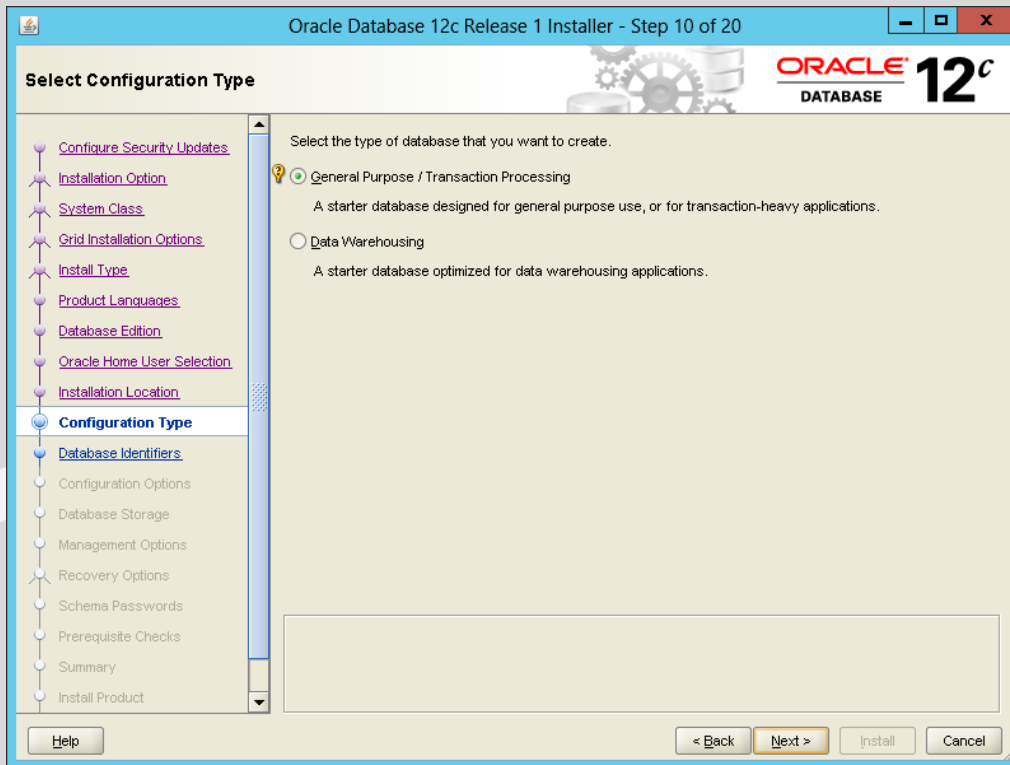 Oracle Database 12c Release 1 Installer - Step 10 of 20
Select Configuration Type
ORACLE
DATABASE
12c
Configure Security Updates
Installation Option
System Class
Grid Installation Options
Install Type
Product Languages
Database Edition
Oracle Home User Selection
Installation Location
Configuration Type
Database Identifiers
Configuration Options
Database Storage
Management Options
Recovery Options
Schema Passwords
Prerequisite Checks
Summary
Install Product
Select the type of database that you want to create.
General Purpose / Transaction Processing
A starter database designed for general purpose use, or for transaction-heavy applications.
Data Warehousing
A starter database optimized for data warehousing applications.
Help
< Back
Next >
Install
Cancel